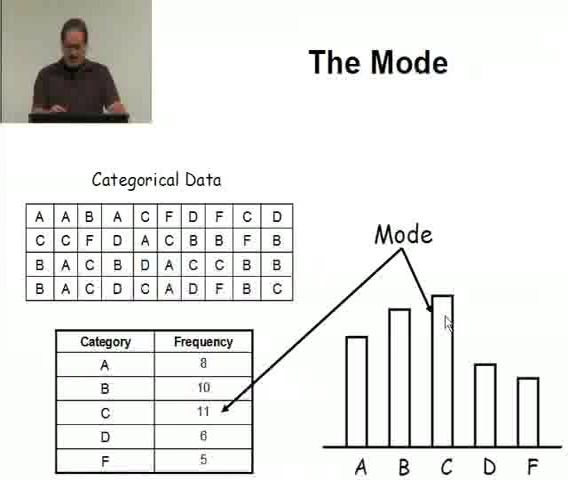 The Mode
Categorical Data
A A B A C F D F C D
C C F D A C B B F B
B A C B D A C C B B
B A C D C A D F B C
Mode
Category Frequency
A 8
B 10
C 11
D 6
F 5
A B C D F